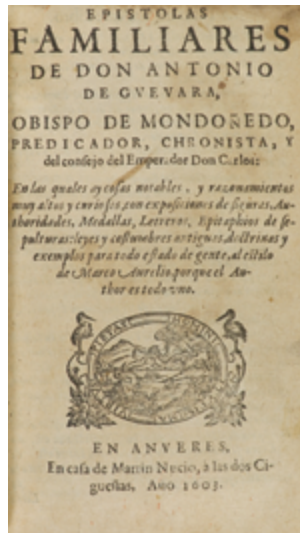 EPISTOLAS
FAMILIARES
DE DON ANTONIO
DE GVEVARA,
OBISPO DE MONDOÑEDO,
PREDICADOR, CHRONISTA, Y
del consejo del Emperador Don Carlos:
En las quales ay cosas notables, y razonamientos
muy altos y curiosos, con exposiciones de figuras, Au-
thoridades, Medallas, Letreros, Epitaphios de se-
pulturas: leyes y costumbres antiguas, doctrinas y
exemplos para todo estado de gente, al estilo
de Marco Aurelio, porque el Au-
thor es todo vno.
PIETAS HOMINI
EN ANVERES,
En casa de Martin Nucio, à las dos Ci-
gueñas, Año 1603.